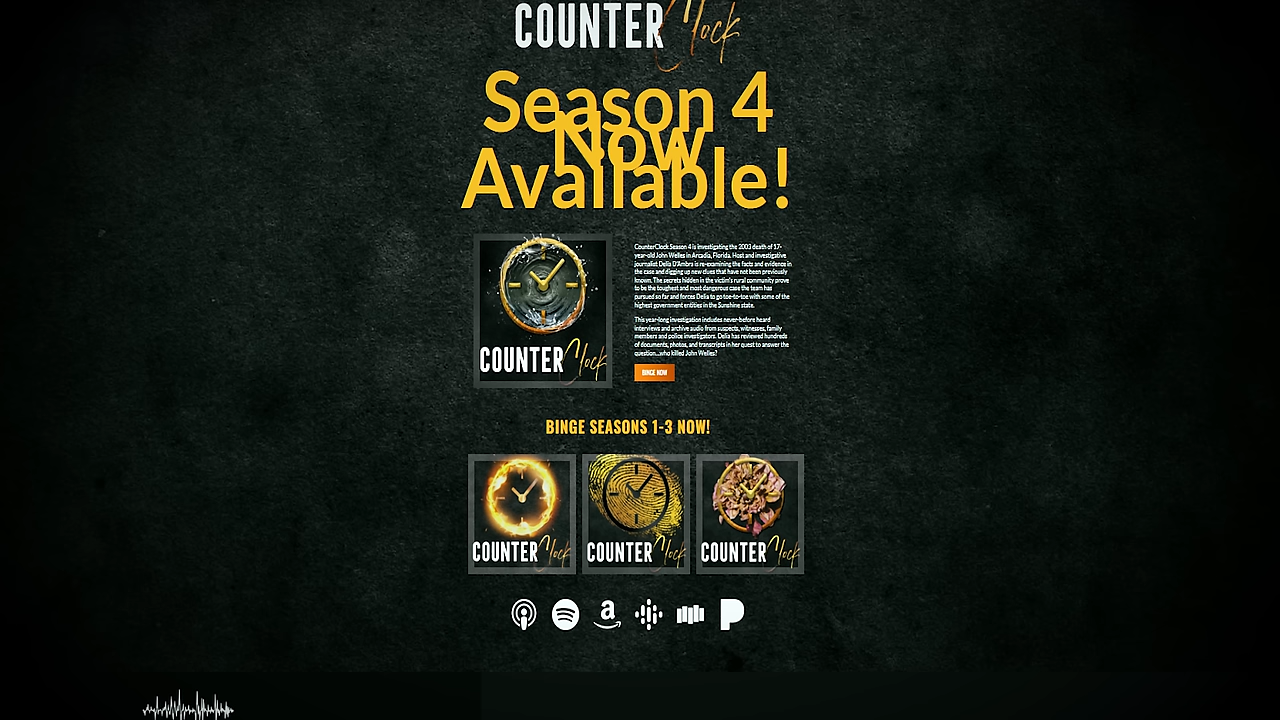 COUNTER Clock
Season 4
Now
Available!
CounterClock Season 4 is investigating the 2003 death of 17-
year-old John Welles in Arcadia, Florida. Host and investigative
journalist Delia D'Ambra is re-examining the facts and evidence in
the case and digging up new clues that have not been previously
known. The secrets hidden in the victim's rural community prove
to be the toughest and most dangerous case the team has
pursued so far and forces Delia to go toe-to-toe with some of the
highest government entities in the Sunshine state.
This year-long investigation includes never-before heard
interviews and archive audio from suspects, witnesses, family
members and police investigators. Delia has reviewed hundreds
of documents, photos, and transcripts in her quest to answer the
question...who killed John Welles?
COUNTER Clock
BINGE NOW
BINGE SEASONS 1-3 NOW!
COUNTER Clock
COUNTER Clock
COUNTER Clock